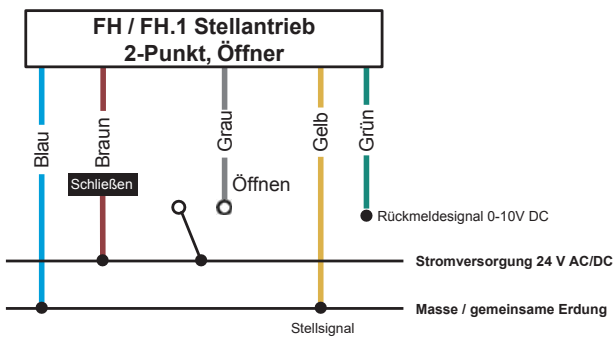 FH / FH.1 Stellantrieb
2-Punkt, Öffner
Blau
Braun
Grau
Gelb
Grün
Schließen
Öffnen
Rückmeldesignal 0-10V DC
Stromversorgung 24 V AC/DC
Masse / gemeinsame Erdung
Stellsignal